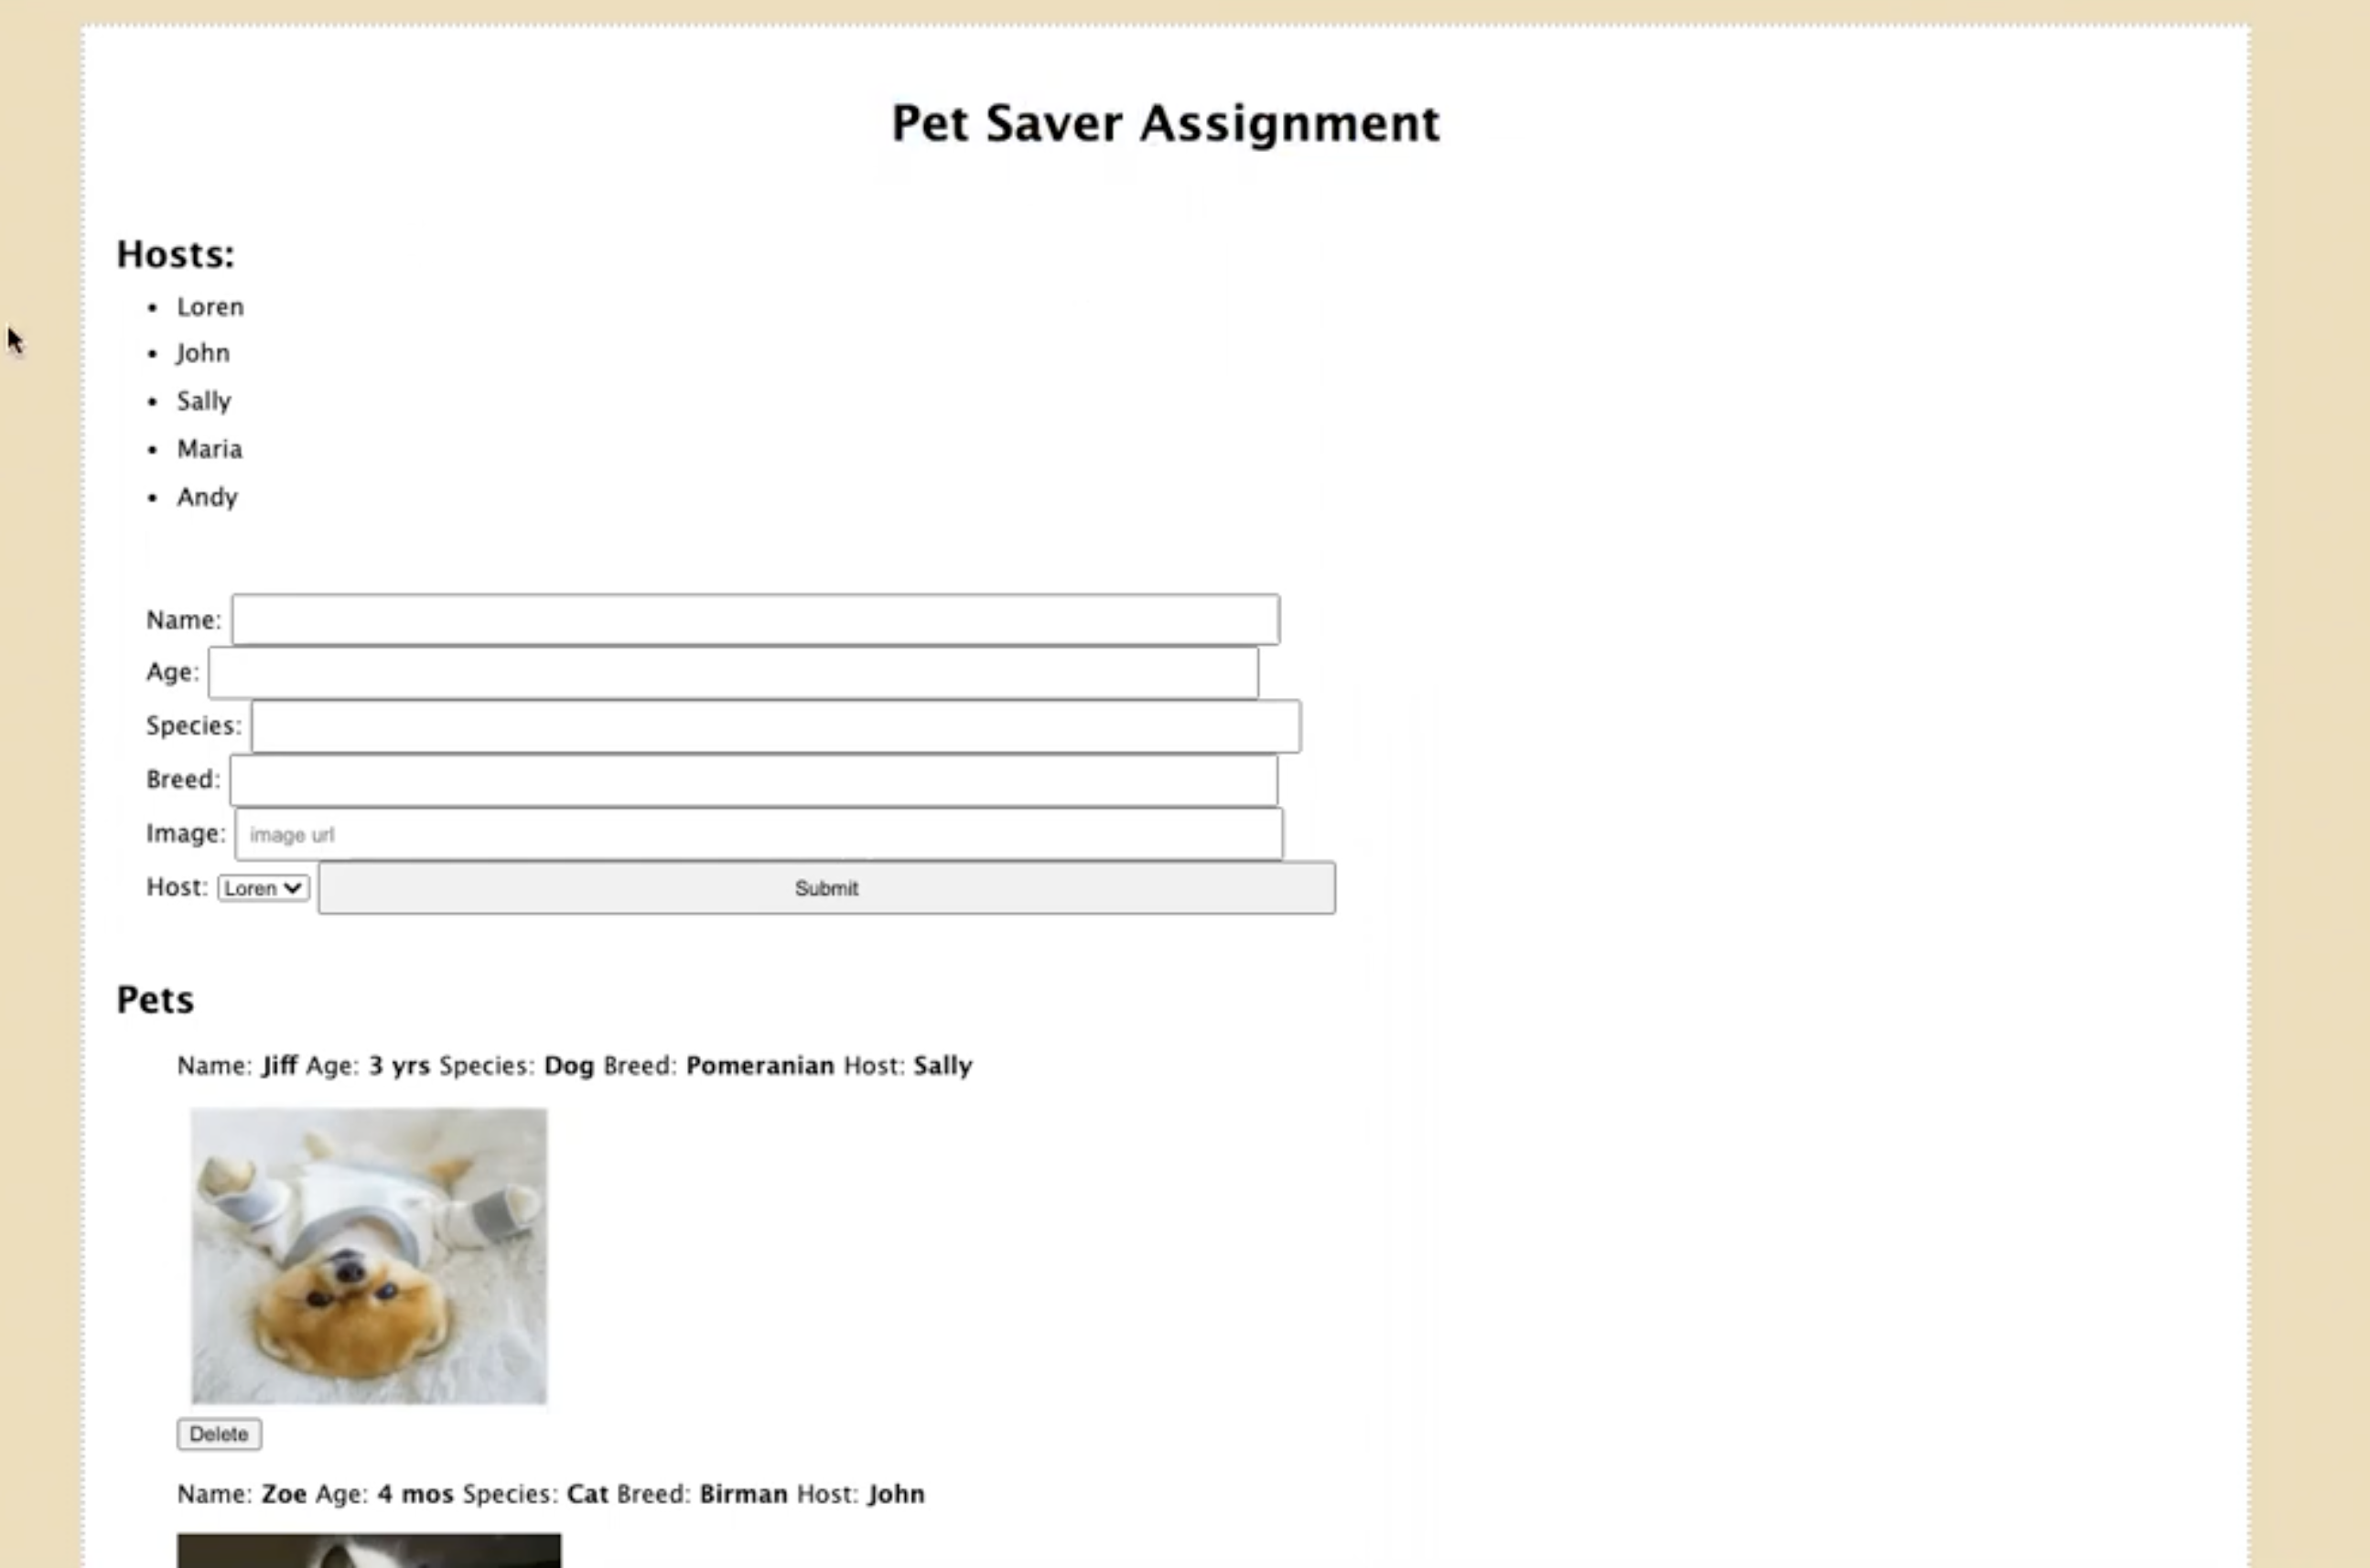 Pet Saver Assignment
Hosts:
Loren
John
Sally
Maria
Andy
Name:
Age:
Species:
Breed:
Image: image url
Host: Loren Submit
Pets
Name: Jiff Age: 3 yrs Species: Dog Breed: Pomeranian Host: Sally
Delete
Name: Zoe Age: 4 mos Species: Cat Breed: Birman Host: John